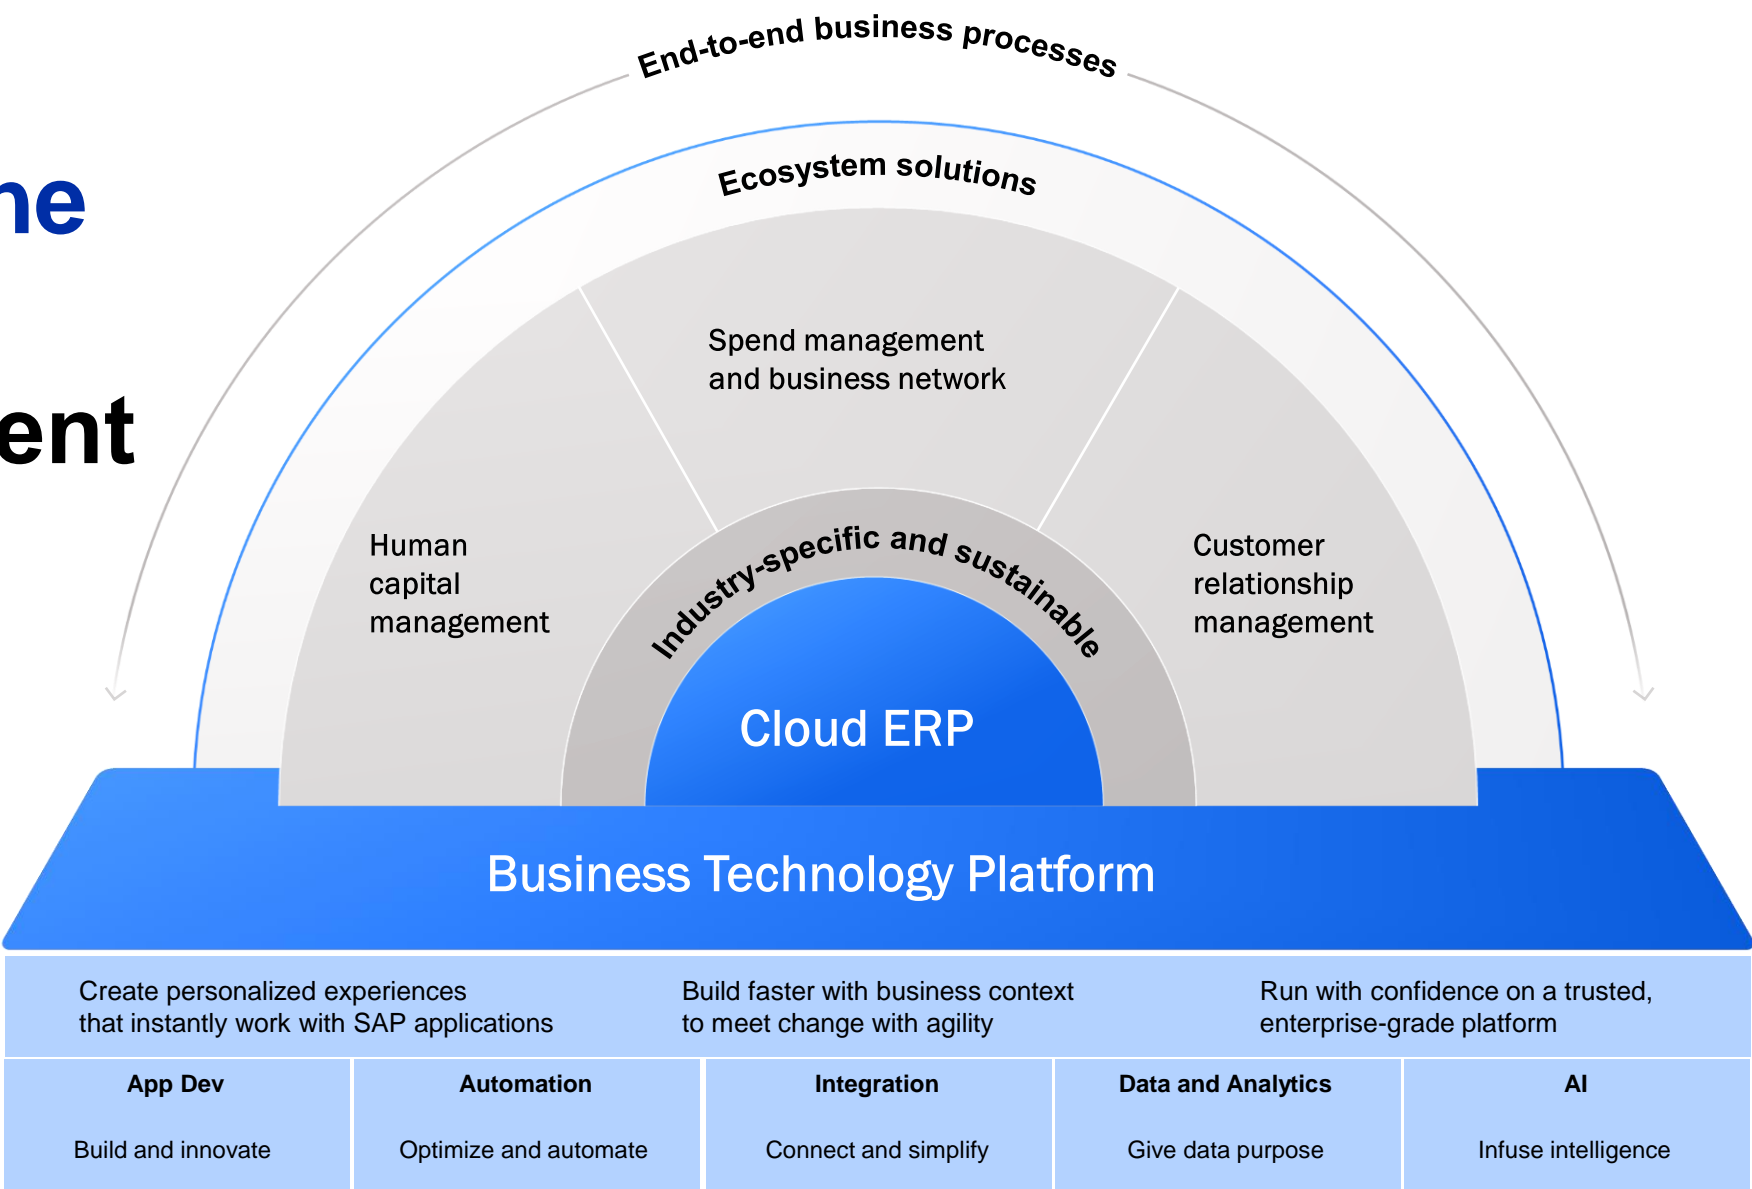 End-to-end business processes
Ecosystem solutions
ne
ent
Spend management
and business network
Human
capital
management
Industry-specific and sustainable
Customer
relationship
management
Cloud ERP
Business Technology Platform
Create personalized experiences
that instantly work with SAP applications
Build faster with business context
to meet change with agility
Run with confidence on a trusted,
enterprise-grade platform
App Dev
Build and innovate
Automation
Optimize and automate
Integration
Connect and simplify
Data and Analytics
Give data purpose
AI
Infuse intelligence